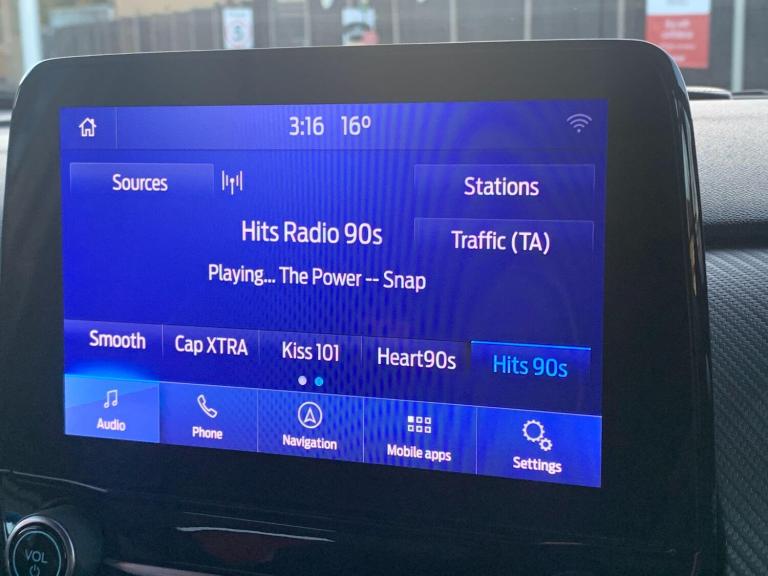 3:16 16º
Sources
Stations
Hits Radio 90s
Traffic (TA)
Playing... The Power -- Snap
Smooth
Cap XTRA
Kiss 101
Heart90s
Hits 90s
Audio
Phone
Navigation
Mobile apps
Settings
VOL